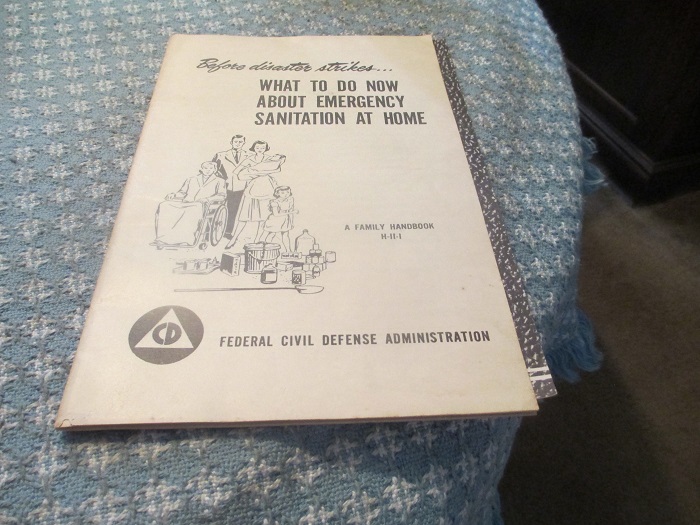 Before disaster strikes...
WHAT TO DO NOW
ABOUT EMERGENCY
SANITATION AT HOME
A FAMILY HANDBOOK
H-11-1
CD
FEDERAL CIVIL DEFENSE ADMINISTRATION